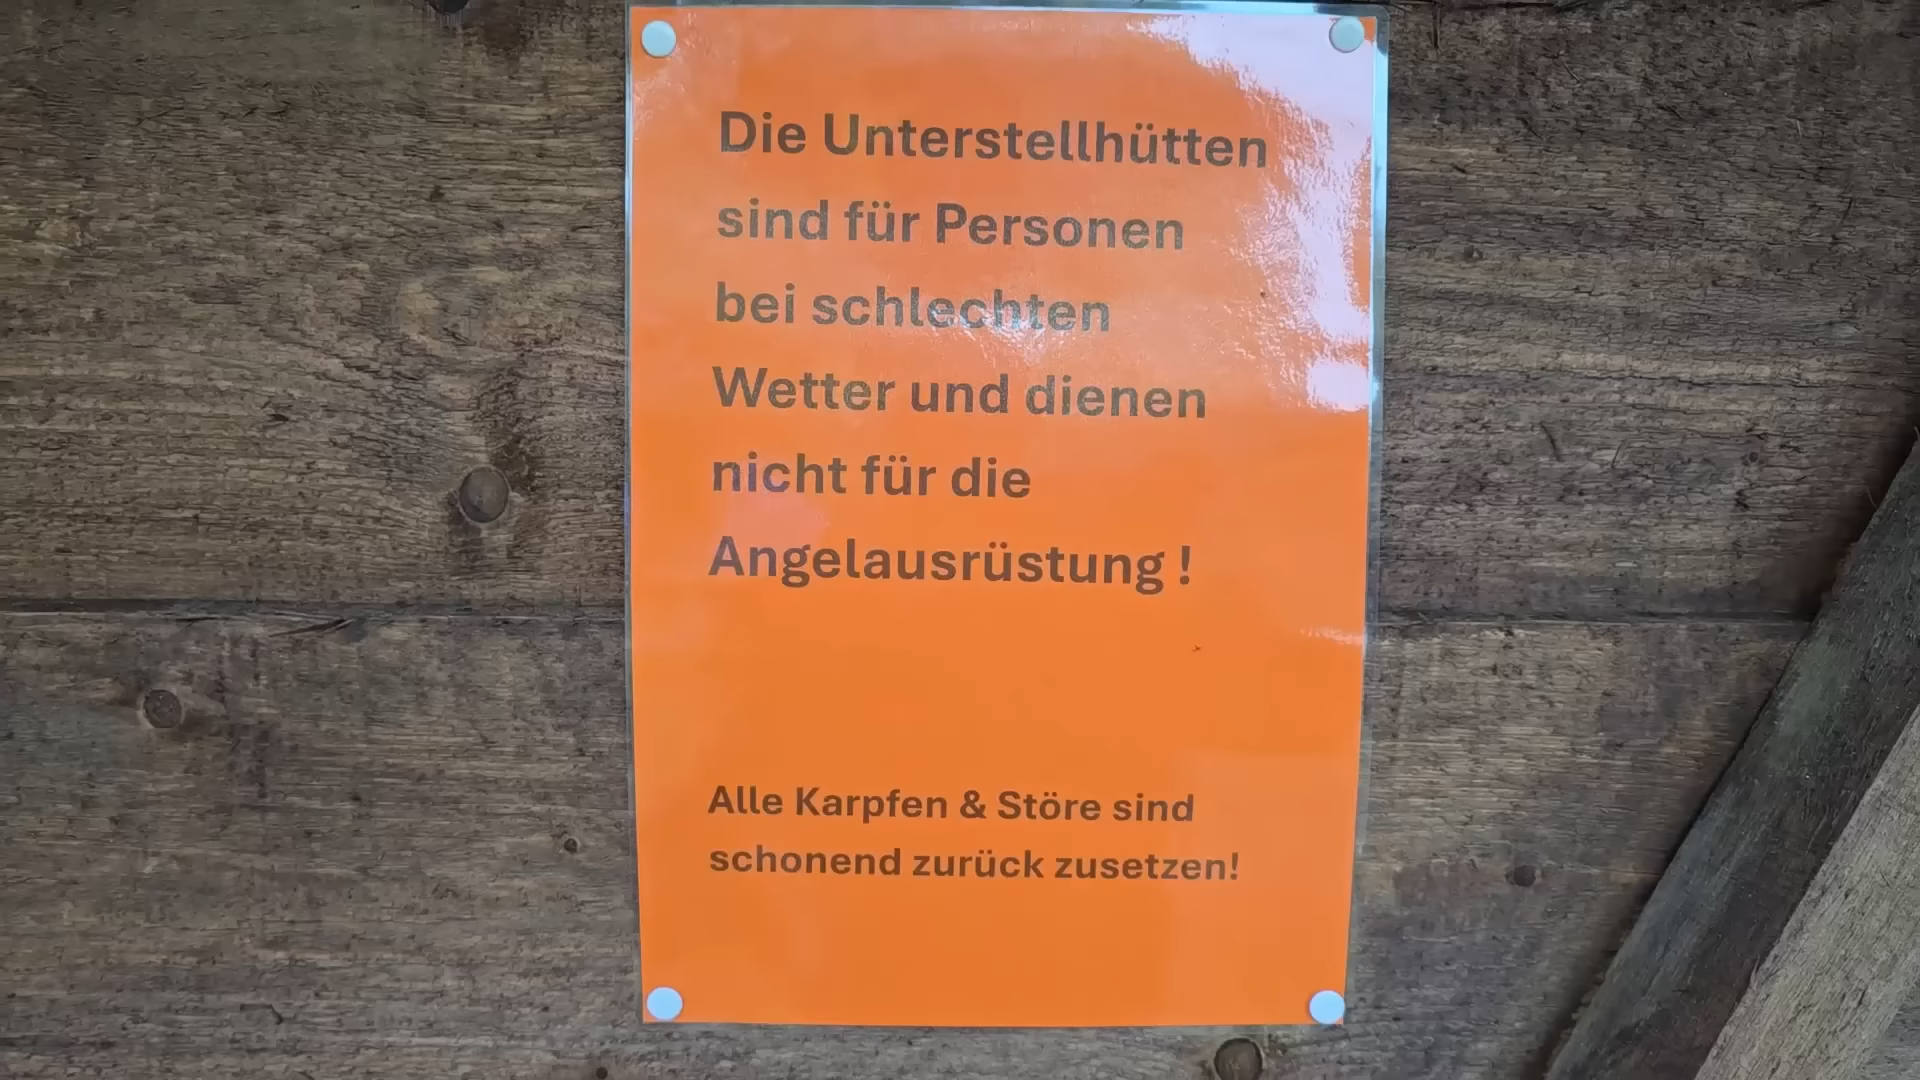 Die Unterstellhütten
sind für Personen
bei schlechten
Wetter und dienen
nicht für die
Angelausrüstung !
Alle Karpfen & Störe sind
schonend zurück zusetzen!